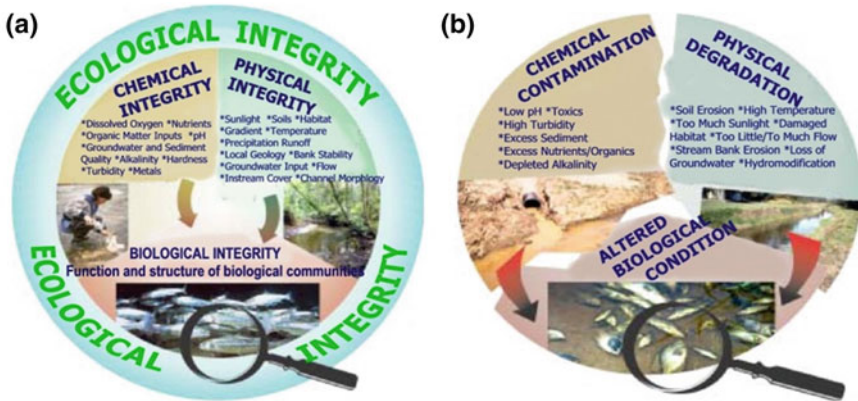 (a)
ECOLOGICAL INTEGRITY
CHEMICAL
INTEGRITY
*Dissolved Oxygen *Nutrients
*Organic Matter Inputs *pH
*Groundwater and Sediment
Quality *Alkalinity *Hardness
*Turbidity *Metals
PHYSICAL
INTEGRITY
*Sunlight *Soils *Habitat
*Gradient *Temperature
*Precipitation Runoff
*Local Geology *Bank Stability
*Groundwater Input *Flow
*Instream Cover *Channel Morphlogy
BIOLOGICAL INTEGRITY
Function and structure of biological communities
ECOLOGICAL
INTEGRITY
(b)
CHEMICAL
CONTAMINATION
*Low pH *Toxics
*High Turbidity
*Excess Sediment
*Excess Nutrients/Organics
*Depleted Alkalinity
PHYSICAL
DEGRADATION
*Soil Erosion *High Temperature
*Too Much Sunlight *Damaged
Habitat *Too Little/To Much Flow
*Stream Bank Erosion *Loss of
Groundwater *Hydromodification
ALTERED
BIOLOGICAL
CONDITION